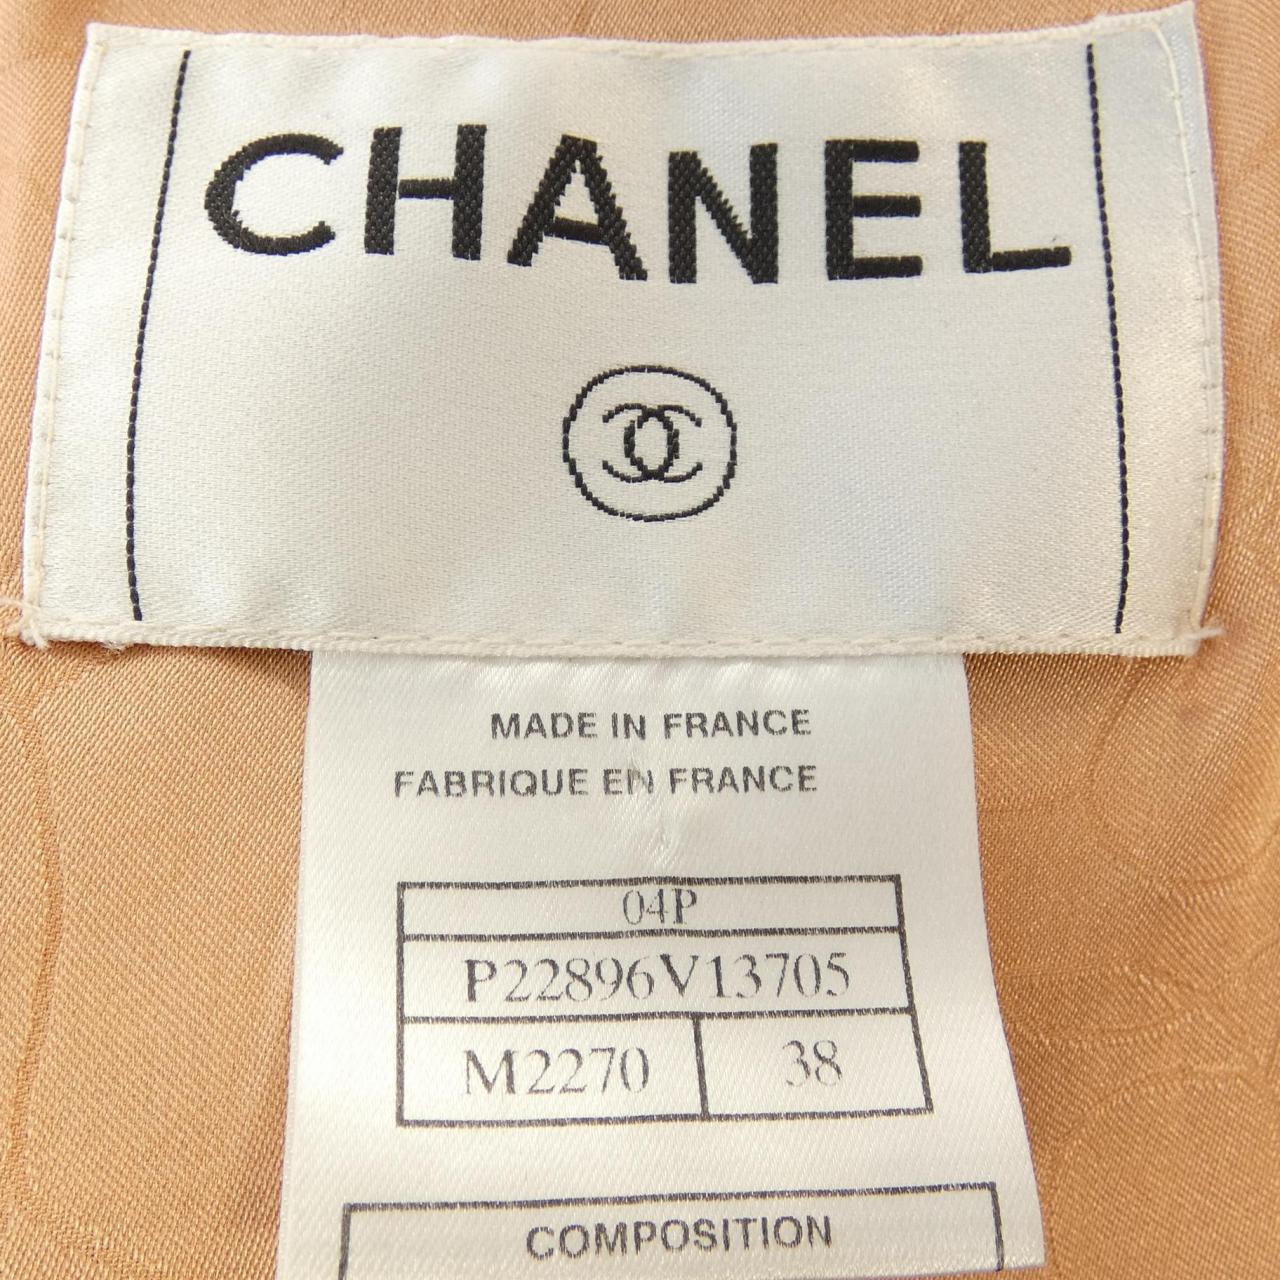 CHANEL
MADE IN FRANCE
FABRIQUE EN FRANCE
04P
P22896V13705
M2270 38
COMPOSITION